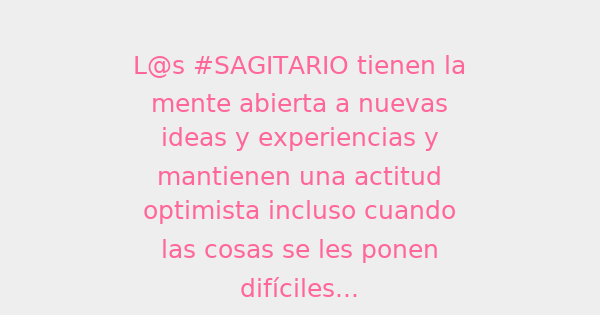 L@s #SAGITARIO tienen la
mente abierta a nuevas
ideas y experiencias y
mantienen una actitud
optimista incluso cuando
las cosas se les ponen
difíciles...